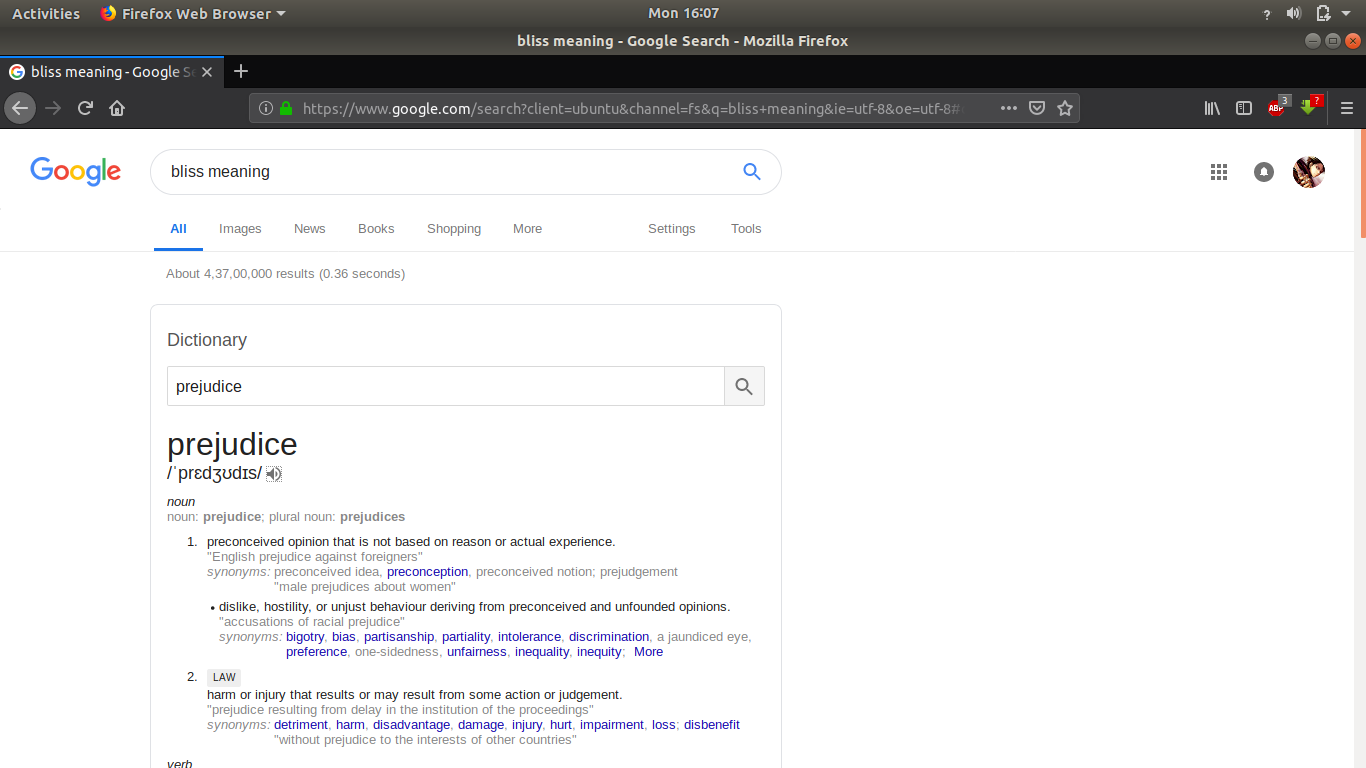 Activities Firefox Web Browser Mon 16:07 ?
bliss meaning - Google Search - Mozilla Firefox
bliss meaning - Google Se
https://www.google.com/search?client=ubuntu&channel=fs&q=bliss+meaning&ie=utf-8&oe=utf-8# ABP 3 ?
Google bliss meaning
All Images News Books Shopping More Settings Tools
About 4,37,00,000 results (0.36 seconds)
Dictionary
prejudice
prejudice
/ˈprɛdʒʊdɪs/
noun
noun: prejudice; plural noun: prejudices
1. preconceived opinion that is not based on reason or actual experience.
"English prejudice against foreigners"
synonyms: preconceived idea, preconception, preconceived notion; prejudgement
"male prejudices about women"
• dislike, hostility, or unjust behaviour deriving from preconceived and unfounded opinions.
"accusations of racial prejudice"
synonyms: bigotry, bias, partisanship, partiality, intolerance, discrimination, a jaundiced eye,
preference, one-sidedness, unfairness, inequality, inequity; More
2. LAW
harm or injury that results or may result from some action or judgement.
"prejudice resulting from delay in the institution of the proceedings"
synonyms: detriment, harm, disadvantage, damage, injury, hurt, impairment, loss; disbenefit
"without prejudice to the interests of other countries"
verb